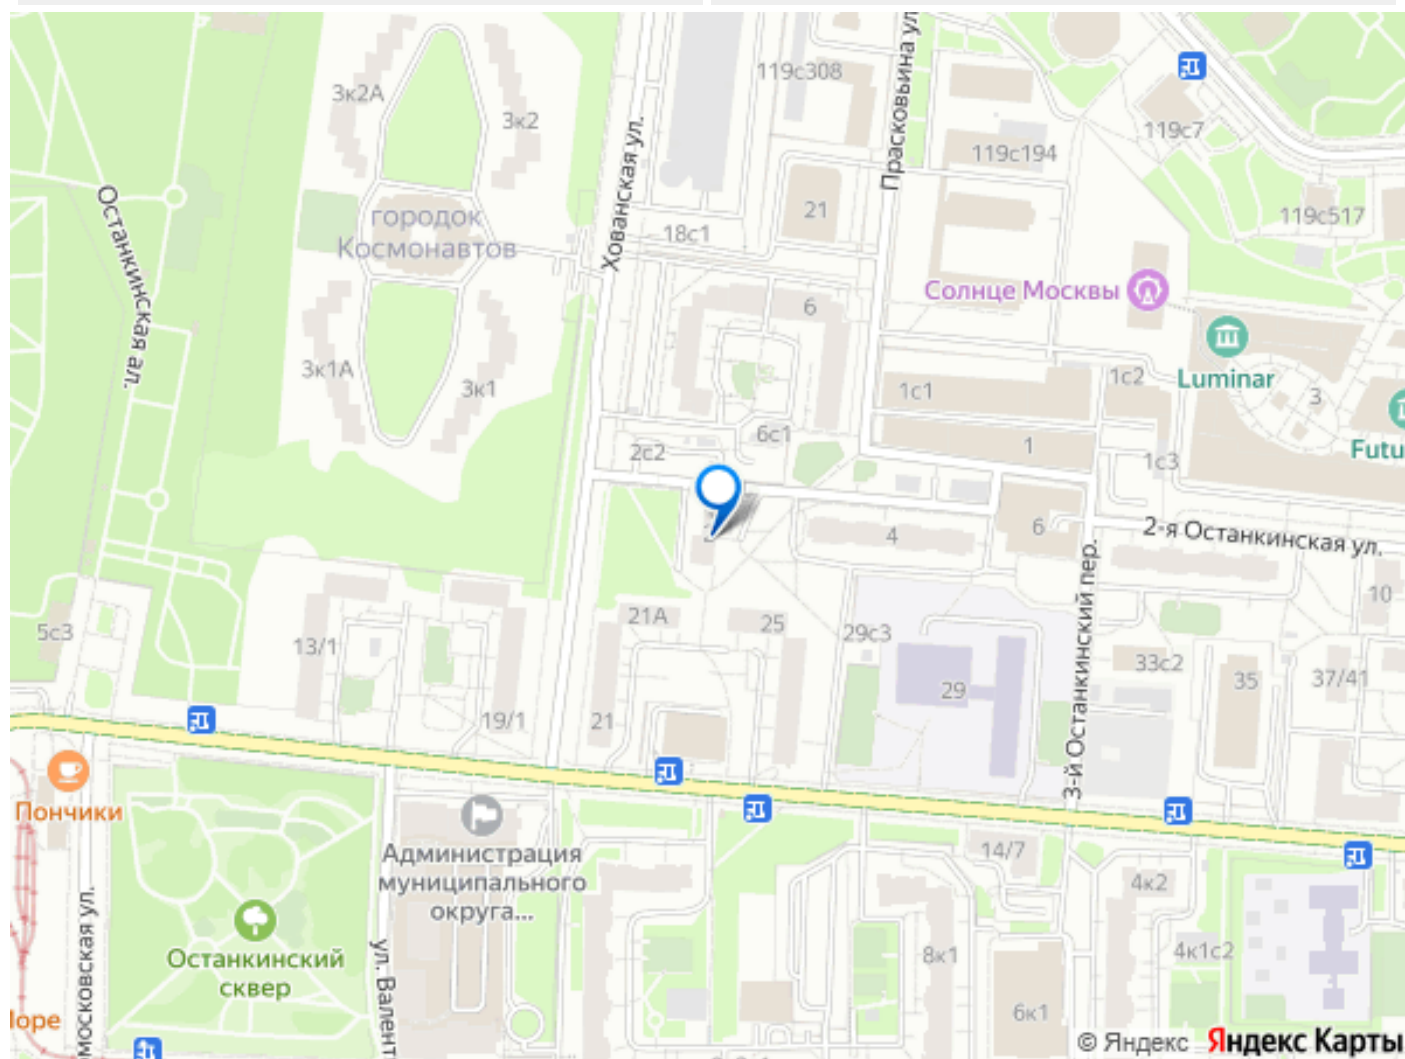 3к2А
3к2
119с308
Прасковьина ул.
119с7
119с194
21
119с517
Хованская ул.
Останкинская ал.
городок
Космонавтов
18с1
Солнце Москвы
6
3к1А
3к1
1с1
1с2
Luminar
3
Futu
6с1
2с2
1
1с3
4
6
2-я Останкинская ул.
3-й Останкинский пер.
10
5с3
13/1
21А
25
29с3
33с2
35
37/41
29
19/1
21
Пончики
Администрация
муниципального
округа...
14/7
4к2
Останкинский
сквер
ул. Валент
московская ул.
8к1
4к1с2
6к1
© Яндекс Яндекс Карты